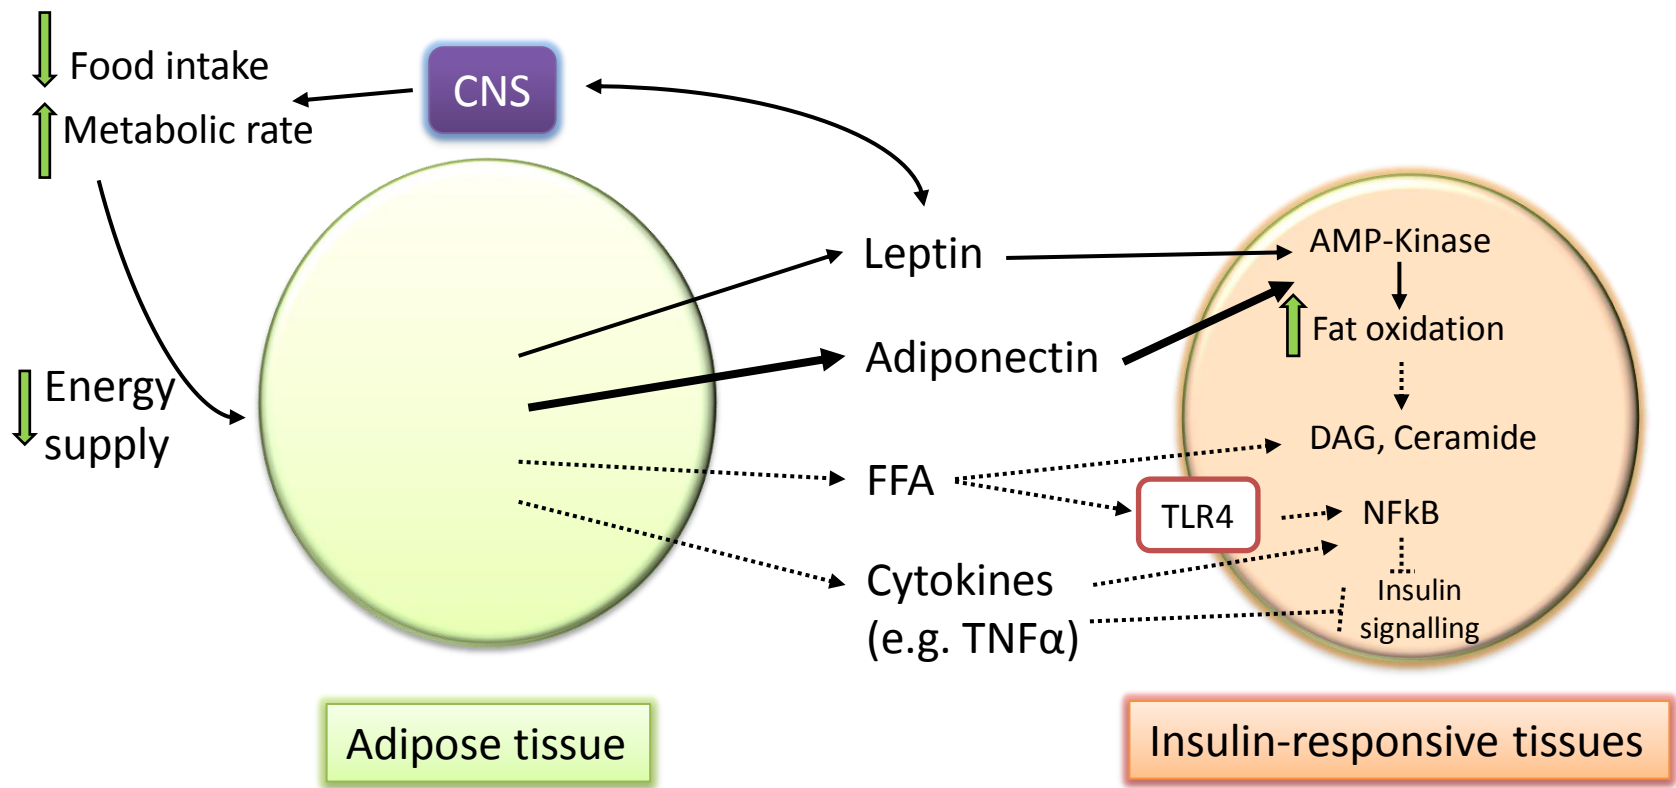 Food intake
Metabolic rate
CNS
Energy
supply
Leptin
Adiponectin
FFA
Cytokines
(e.g. TNFα)
AMP-Kinase
Fat oxidation
DAG, Ceramide
TLR4
NFkB
Insulin
signalling
Adipose tissue
Insulin-responsive tissues